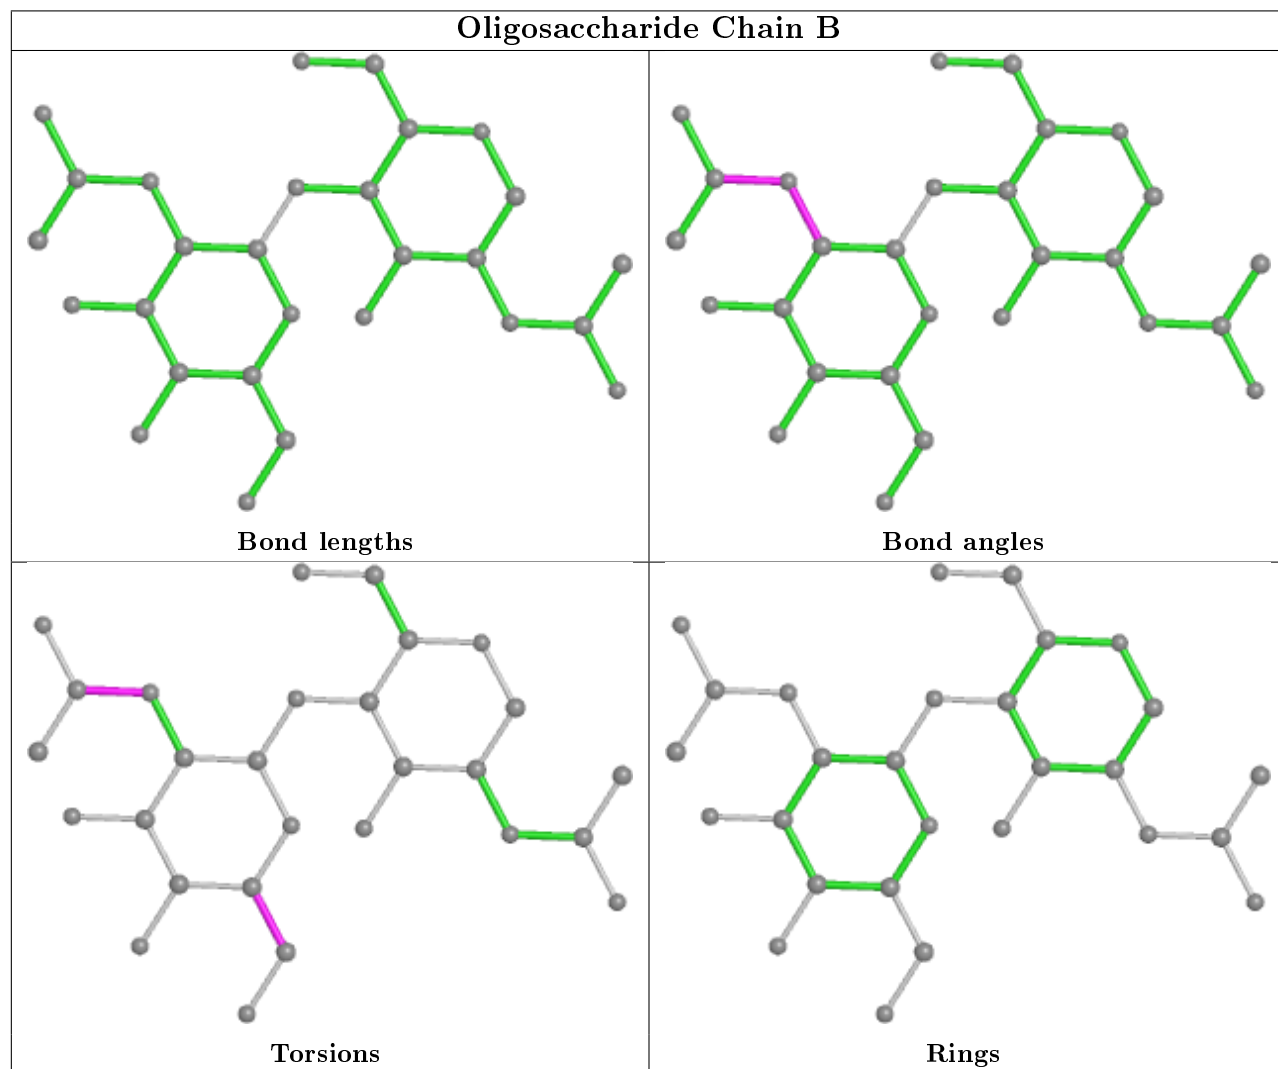 Oligosaccharide Chain B
Bond lengths
Bond angles
Torsions
Rings